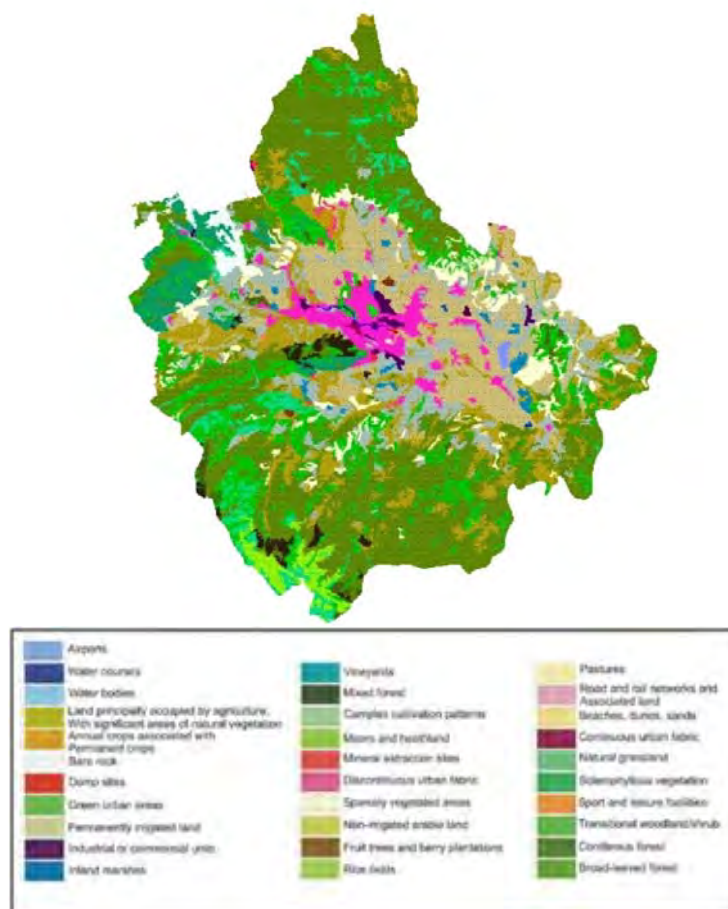 Airports
Water courses
Water bodies
Land principally occupied by agriculture,
With significant areas of natural vegetation
Annual crops associated with
Permanent crops
Bare rock
Dump sites
Green urban areas
Permanently irrigated land
Industrial or commercial units
Inland marshes
Vineyards
Mixed forest
Complex cultivation patterns
Moors and heathland
Mineral extraction sites
Discontinuous urban fabric
Sparsely vegetated areas
Non-irrigated arable land
Fruit trees and berry plantations
Rice fields
Pastures
Road and rail networks and
Associated land
Beaches, dunes, sands
Continuous urban fabric
Natural grassland
Sclerophyllous vegetation
Sport and leisure facilities
Transitional woodland/shrub
Coniferous forest
Broad-leaved forest